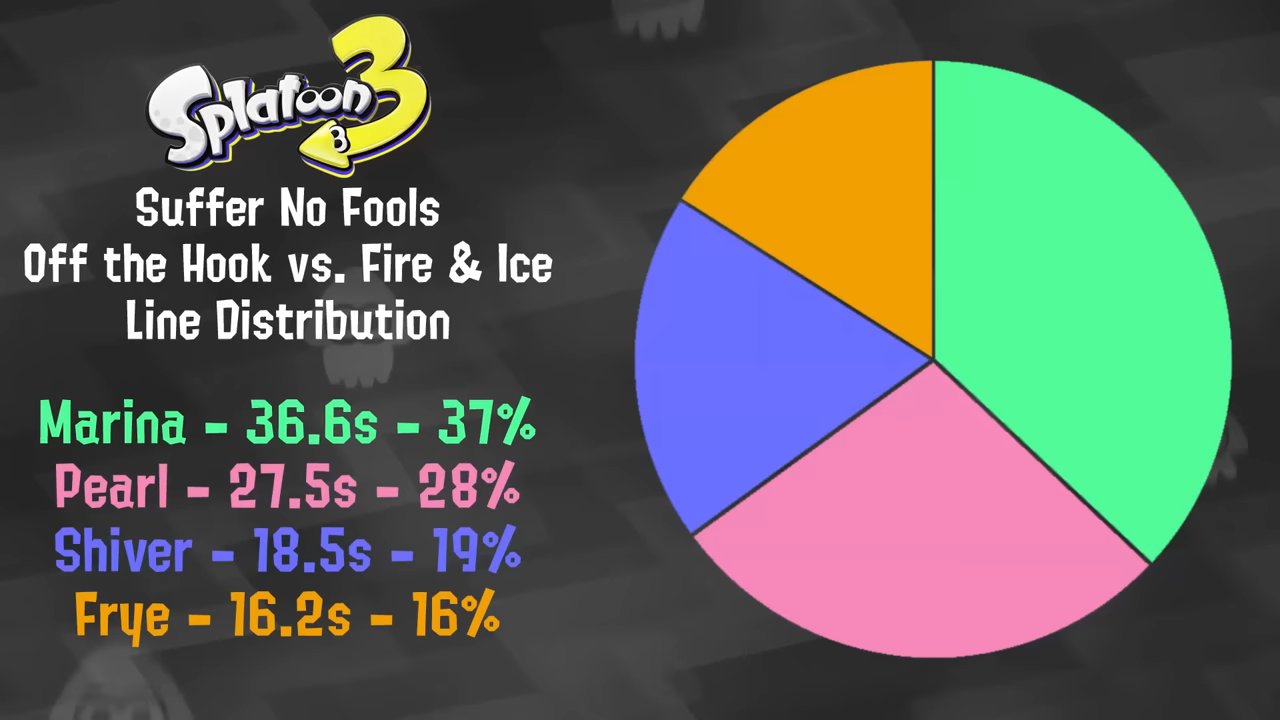 Splatoon 3
Suffer No Fools
Off the Hook vs. Fire & Ice
Line Distribution
Marina - 36.6s - 37%
Pearl - 27.5s - 28%
Shiver - 18.5s - 19%
Frye - 16.2s - 16%